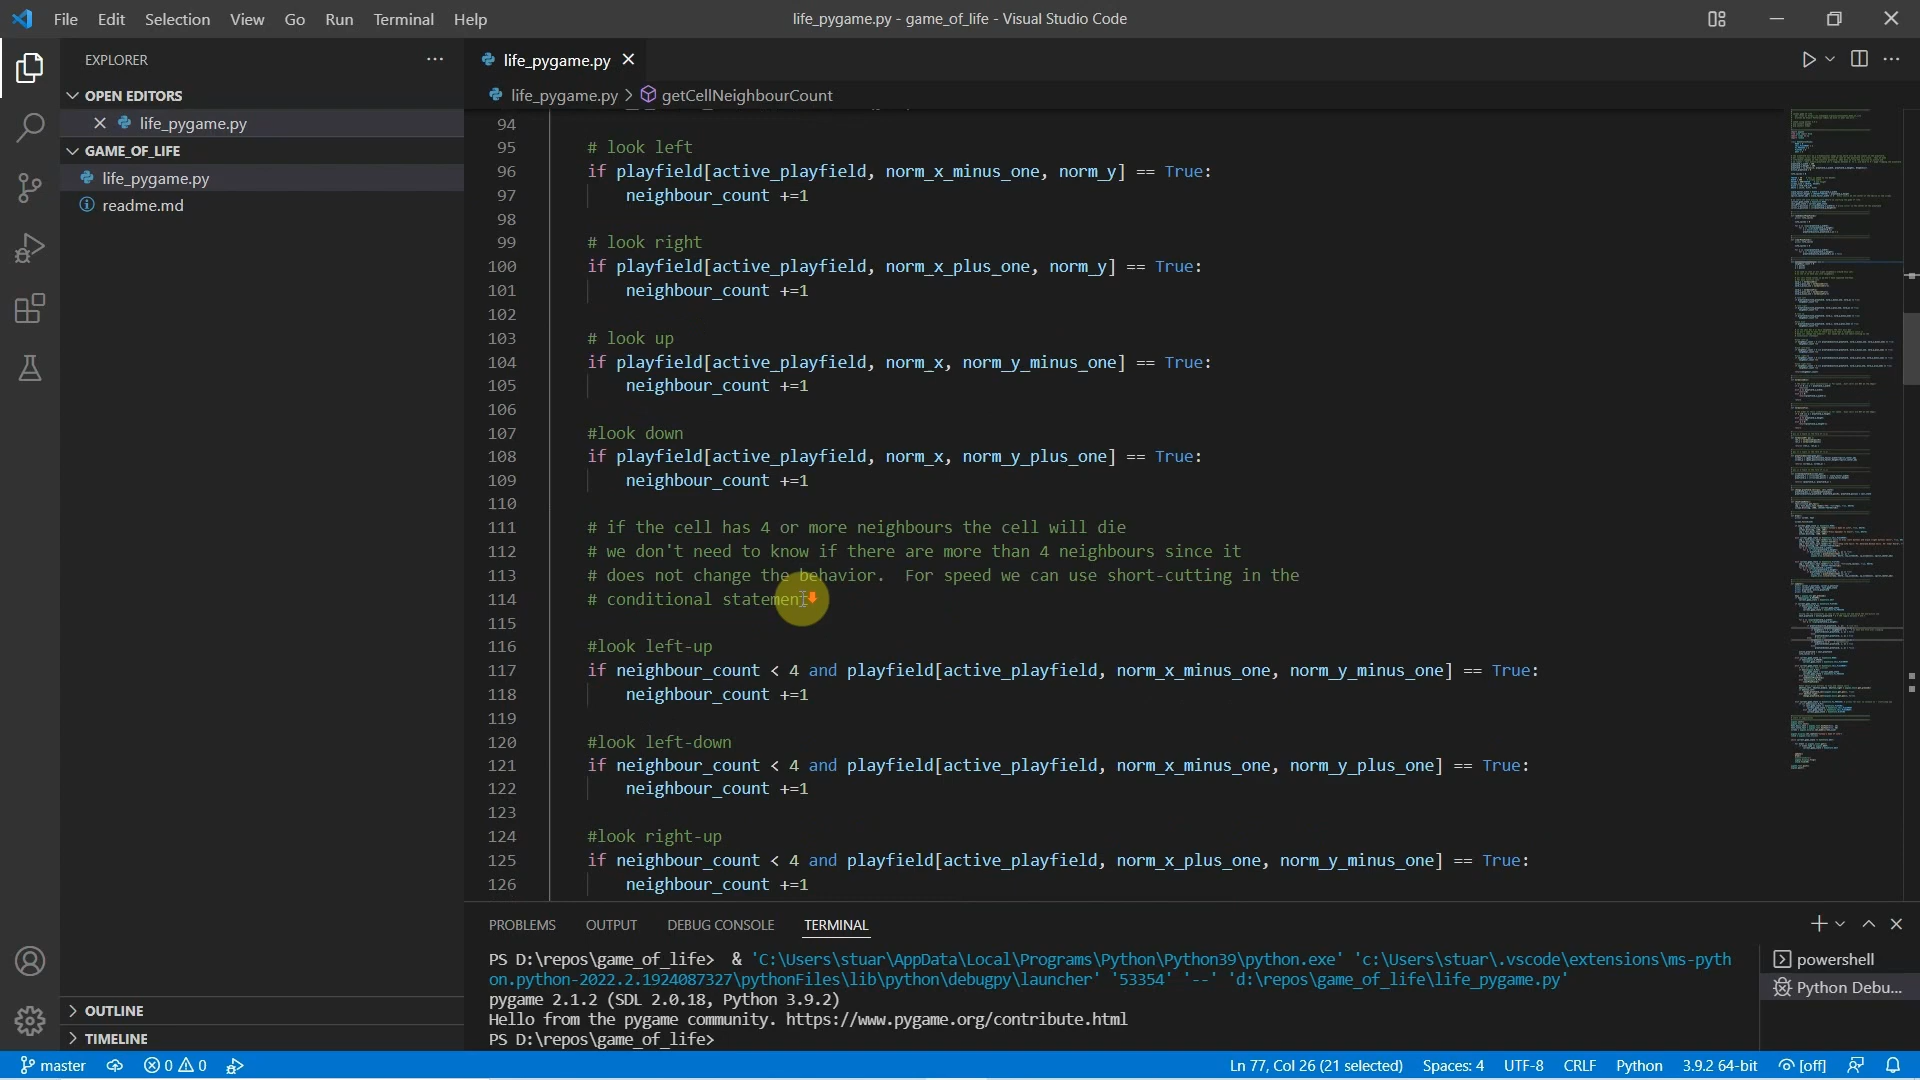 File Edit Selection View Go Run Terminal Help
life_pygame.py - game_of_life - Visual Studio Code
EXPLORER
OPEN EDITORS
life_pygame.py
GAME_OF_LIFE
life_pygame.py
readme.md
OUTLINE
TIMELINE
life_pygame.py
life_pygame.py > getCellNeighbourCount
94
95 # look left
96 if playfield[active_playfield, norm_x_minus_one, norm_y] == True:
97 neighbour_count +=1
98
99 # look right
100 if playfield[active_playfield, norm_x_plus_one, norm_y] == True:
101 neighbour_count +=1
102
103 # look up
104 if playfield[active_playfield, norm_x, norm_y_minus_one] == True:
105 neighbour_count +=1
106
107 #look down
108 if playfield[active_playfield, norm_x, norm_y_plus_one] == True:
109 neighbour_count +=1
110
111 # if the cell has 4 or more neighbours the cell will die
112 # we don't need to know if there are more than 4 neighbours since it
113 # does not change the behavior.  For speed we can use short-cutting in the
114 # conditional statement
115
116 #look left-up
117 if neighbour_count < 4 and playfield[active_playfield, norm_x_minus_one, norm_y_minus_one] == True:
118 neighbour_count +=1
119
120 #look left-down
121 if neighbour_count < 4 and playfield[active_playfield, norm_x_minus_one, norm_y_plus_one] == True:
122 neighbour_count +=1
123
124 #look right-up
125 if neighbour_count < 4 and playfield[active_playfield, norm_x_plus_one, norm_y_minus_one] == True:
126 neighbour_count +=1
PROBLEMS OUTPUT DEBUG CONSOLE TERMINAL
PS D:\repos\game_of_life>  & 'C:\Users\stuar\AppData\Local\Programs\Python\Python39\python.exe' 'c:\Users\stuar\.vscode\extensions\ms-pyth
on.python-2022.2.1924087327\pythonFiles\lib\python\debugpy\launcher' '53354' '--' 'd:\repos\game_of_life\life_pygame.py'
pygame 2.1.2 (SDL 2.0.18, Python 3.9.2)
Hello from the pygame community. https://www.pygame.org/contribute.html
PS D:\repos\game_of_life>
powershell
Python Debu...
master 0 0 Ln 77, Col 26 (21 selected) Spaces: 4 UTF-8 CRLF Python 3.9.2 64-bit [off]